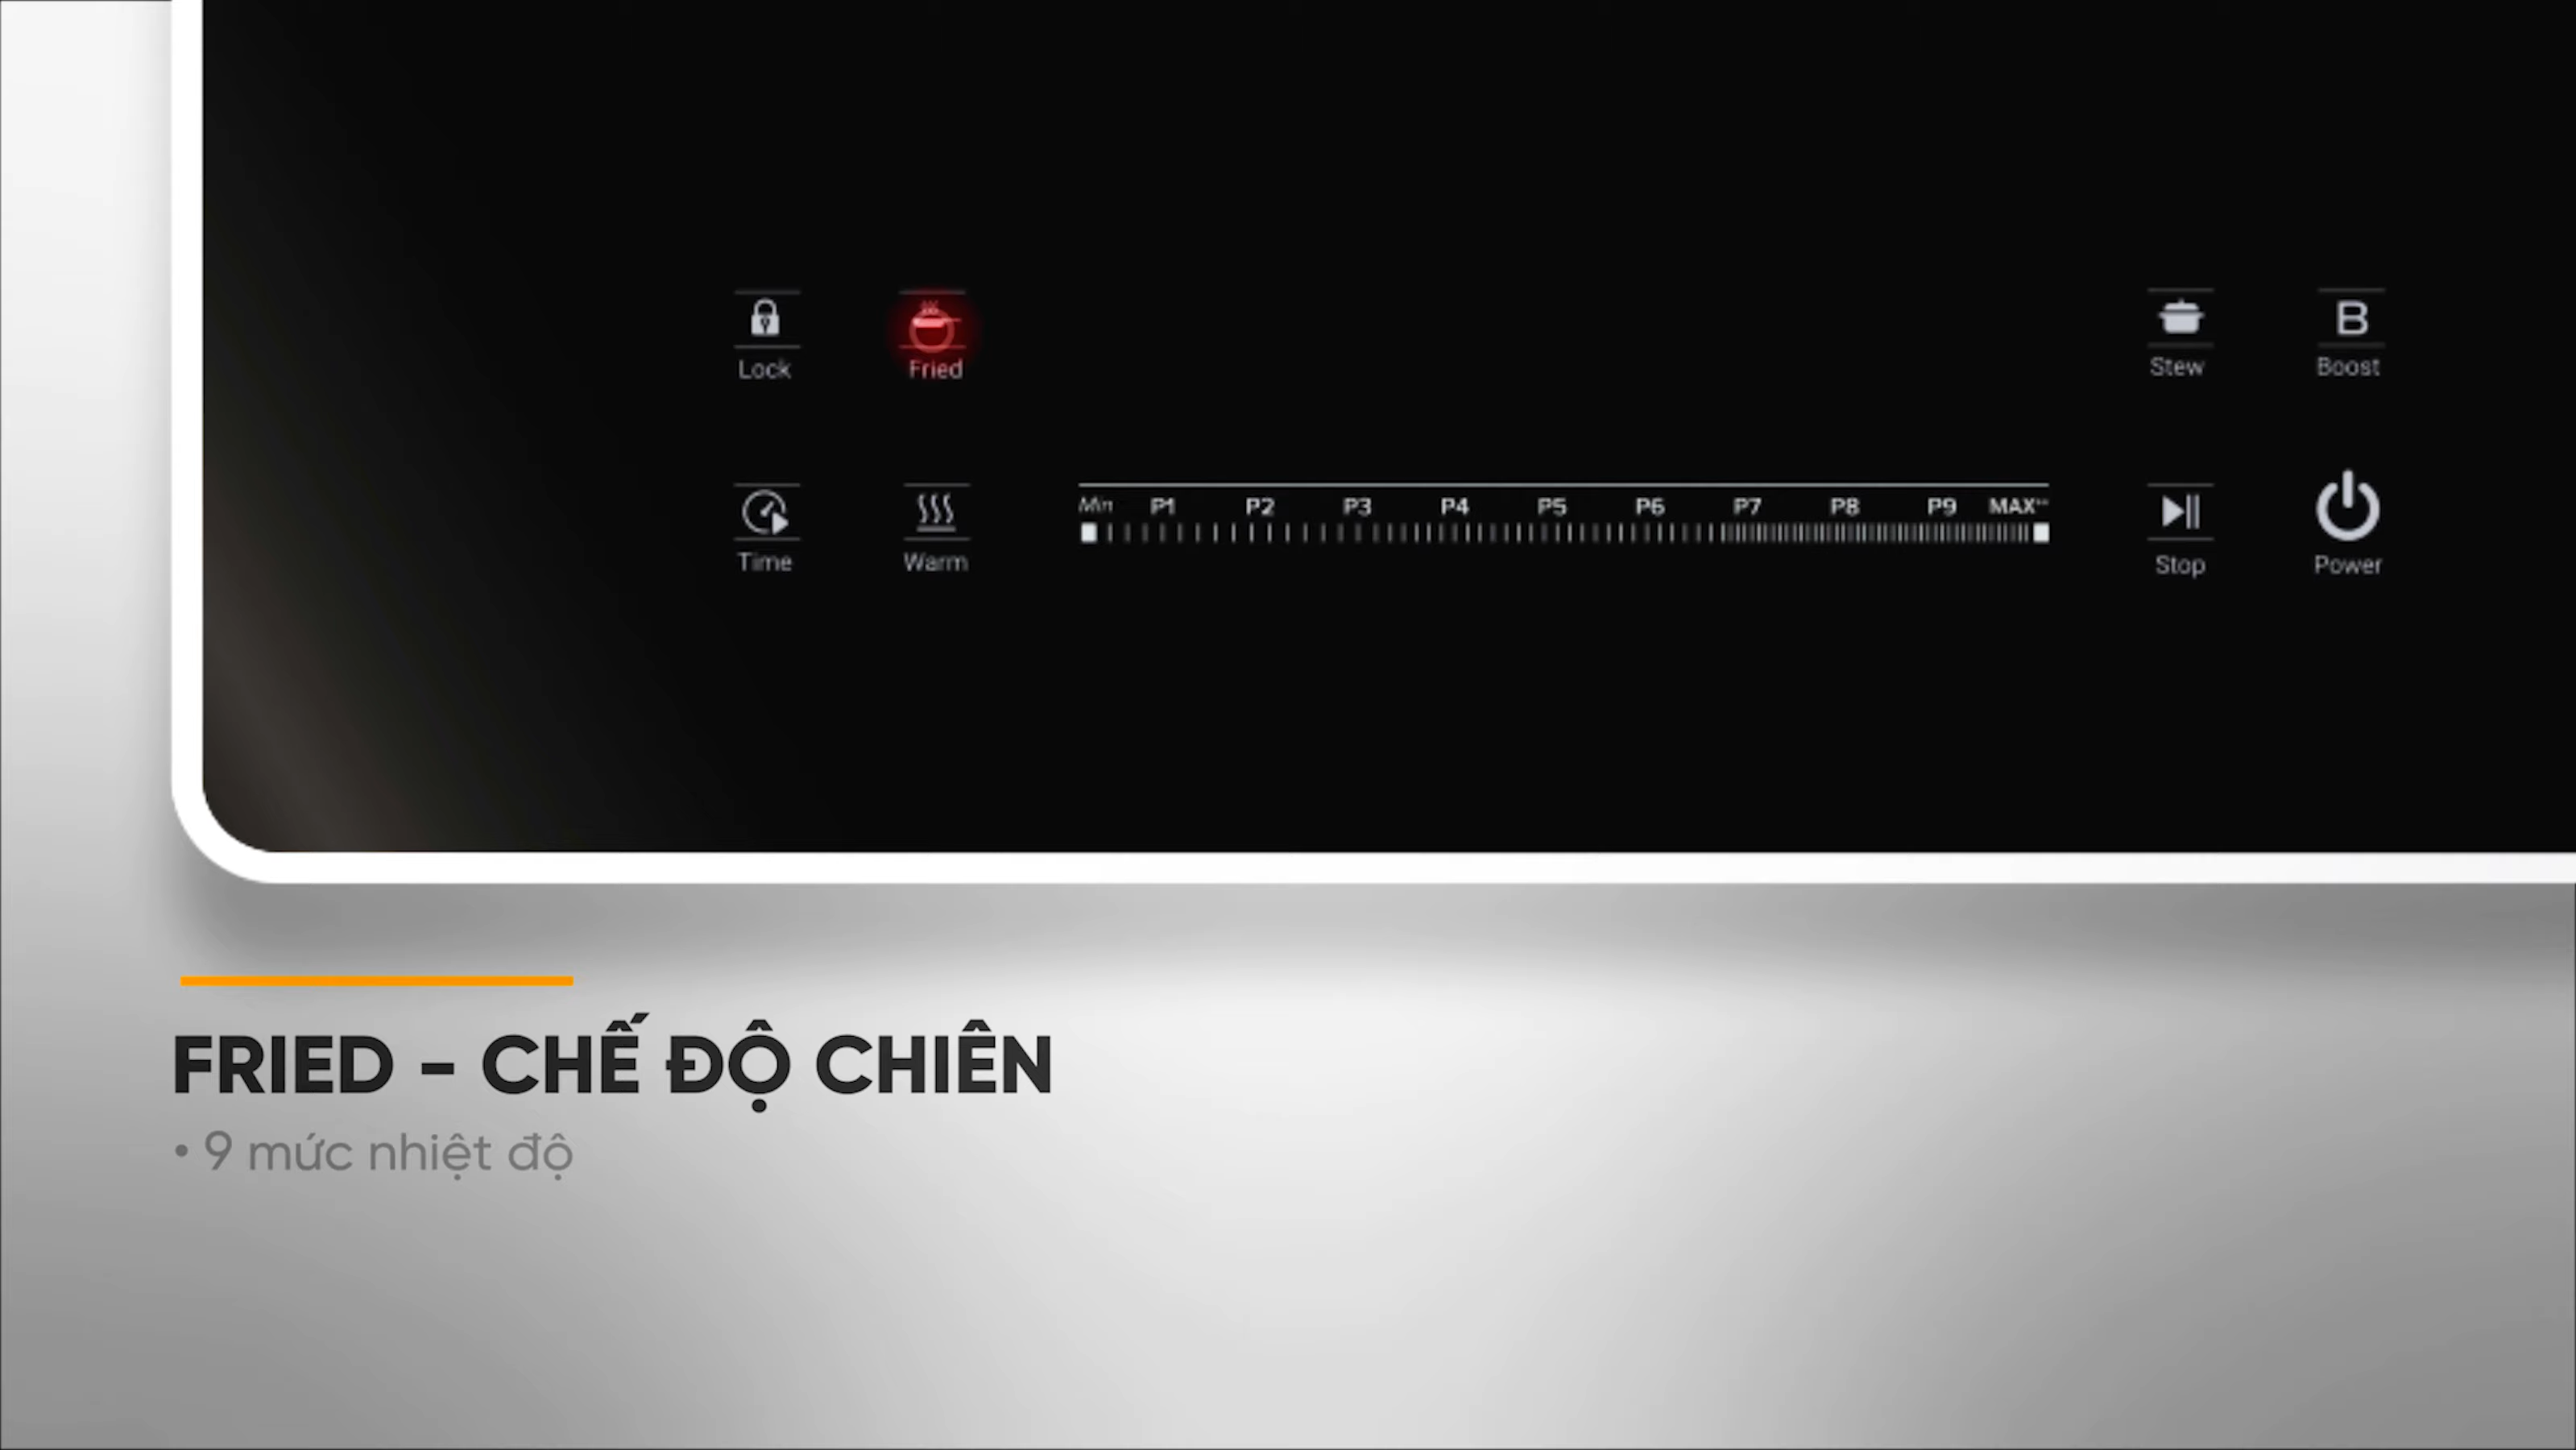 Lock
Fried
Stew
B
Boost
Min P1 P2 P3 P4 P5 P6 P7 P8 P9 MAX
Time
Warm
Stop
Power
FRIED - CHẾ ĐỘ CHIÊN
• 9 mức nhiệt độ